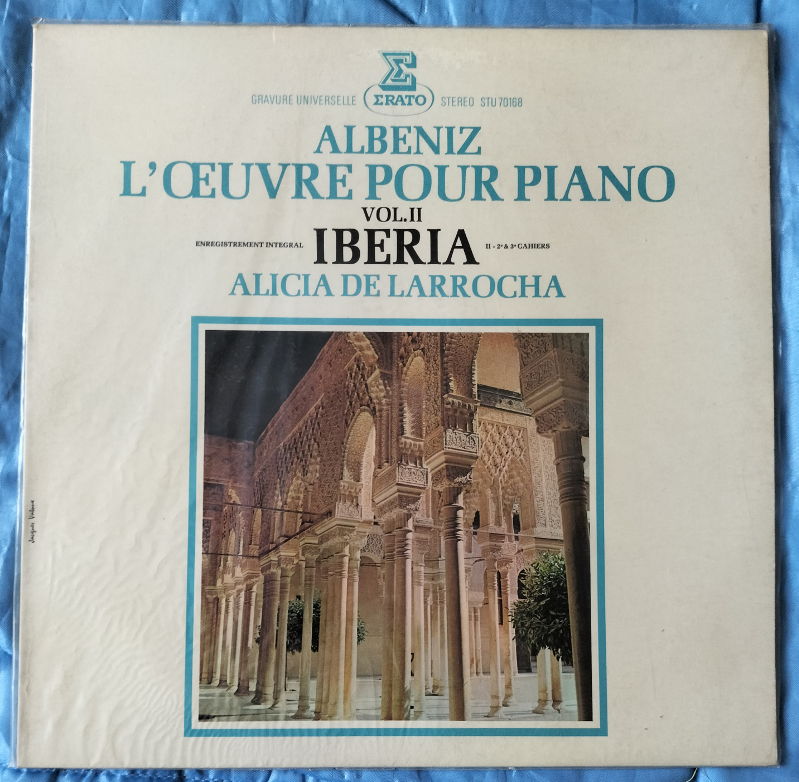 Σ
GRAVURE UNIVERSELLE ΣRATO STEREO STU 70168
ALBENIZ
L'ŒUVRE POUR PIANO
VOL.II
ENREGISTREMENT INTEGRAL IBERIA II - 2e & 3e CAHIERS
ALICIA DE LARROCHA